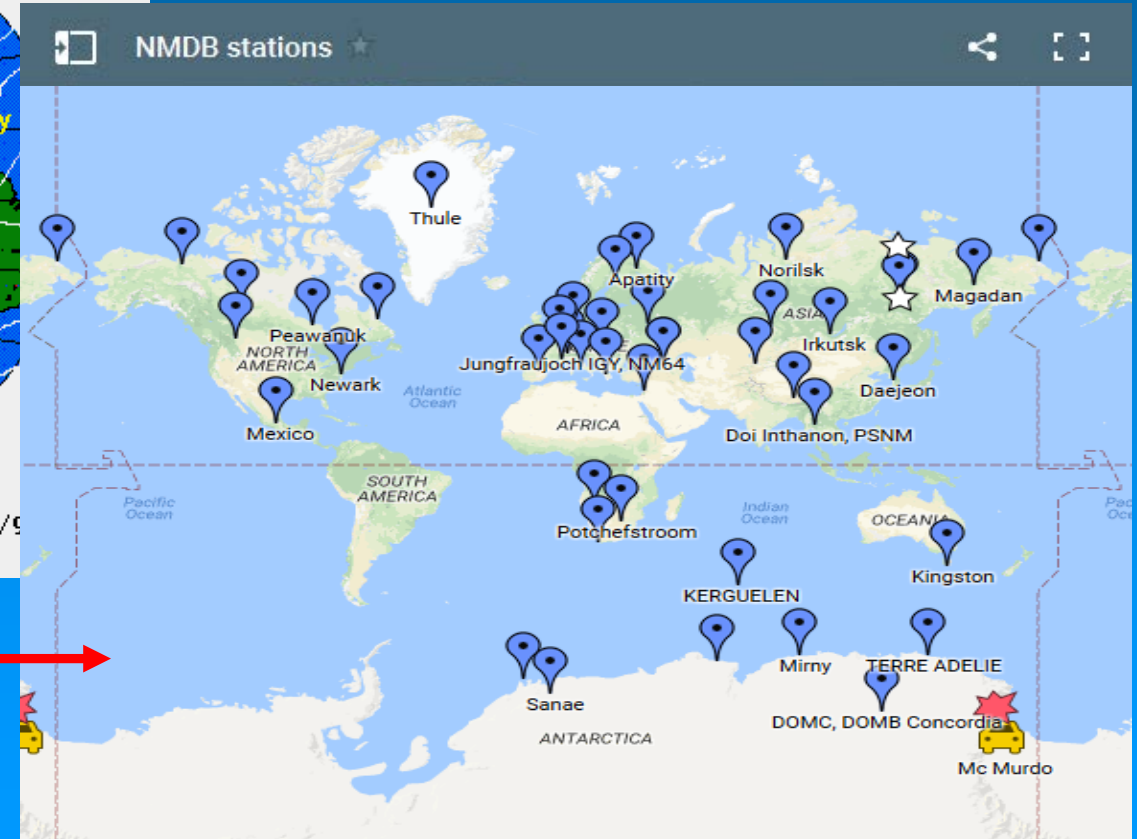 NMDB stations
y
Thule
Apatity
Norilsk
Magadan
ASIA
Peawanuk
Irkutsk
NORTH
AMERICA
Jungfraujoch IGY, NM64
Newark
Atlantic
Ocean
Daejeon
AFRICA
Mexico
Doi Inthanon, PSNM
SOUTH
AMERICA
Pacific
Ocean
Indian
Ocean
OCEANIA
Potchefstroom
Kingston
KERGUELEN
Mirny
TERRE ADELIE
Sanae
DOMC, DOMB Concordia
ANTARCTICA
Mc Murdo